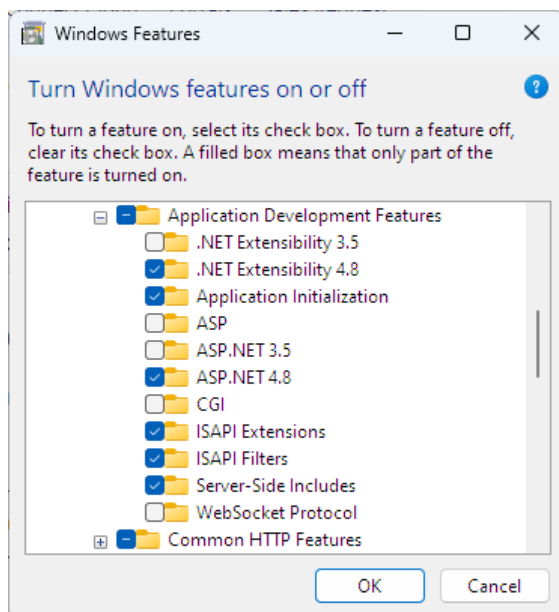 Windows Features
Turn Windows features on or off
?
To turn a feature on, select its check box. To turn a feature off,
clear its check box. A filled box means that only part of the
feature is turned on.
Application Development Features
.NET Extensibility 3.5
.NET Extensibility 4.8
Application Initialization
ASP
ASP.NET 3.5
ASP.NET 4.8
CGI
ISAPI Extensions
ISAPI Filters
Server-Side Includes
WebSocket Protocol
Common HTTP Features
OK
Cancel